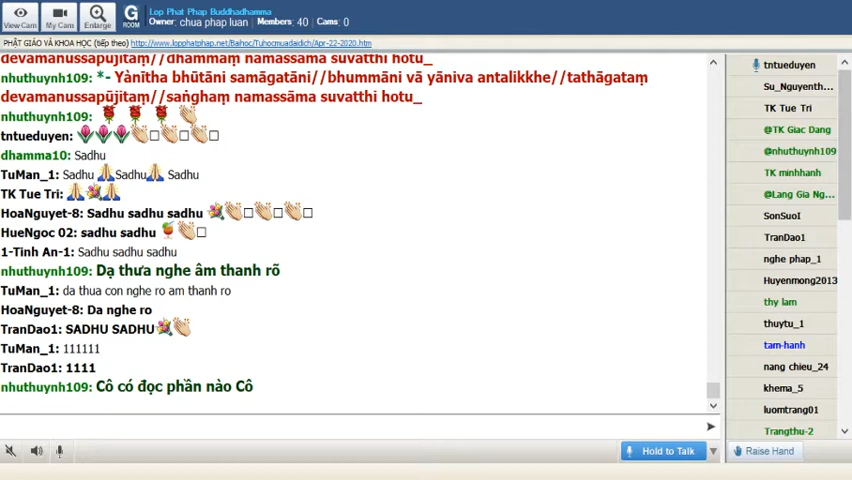 View Cam
My Cam
Enlarge
G
ROOM
Lop Phat Phap Buddhadhamma
Owner: chua phap luan
Members: 40
Cams: 0
PHẬT GIÁO VÀ KHOA HỌC (tiếp theo) http://www.lopphatphap.net/Baihoc/Tuhocmuadaidich/Apr-22-2020.htm
devamanussapūjitaṃ//dhammaṃ namassāma suvatthi hotu_
nhuthuynh109: *- Yànītha bhūtāni samāgatāni//bhummāni vā yāniva antalikkhe//tathāgataṃ
devamanussapūjitaṃ//saṅghaṃ namassāma suvatthi hotu_
nhuthuynh109:
tntueduyen:
dhamma10: Sadhu
TuMan_1: Sadhu Sadhu Sadhu
TK Tue Tri:
HoaNguyet-8: Sadhu sadhu sadhu
HueNgoc 02: sadhu sadhu
1-Tinh An-1: Sadhu sadhu sadhu
nhuthuynh109: Dạ thưa nghe âm thanh rõ
TuMan_1: da thua con nghe ro am thanh ro
HoaNguyet-8: Da nghe ro
TranDao1: SADHU SADHU
TuMan_1: 111111
TranDao1: 1111
nhuthuynh109: Cô có đọc phần nào Cô
tntueduyen
Su_Nguyenth...
TK Tue Tri
@TK Giac Dang
@nhuthuynh109
TK minhhanh
@Lang Gia Ng...
SonSuoI
TranDao1
nghe phap_1
Huyenmong2013
thy lam
thuytu_1
tam-hanh
nang chieu_24
khema_5
luomtrang01
Trangthu-2
Hold to Talk
Raise Hand